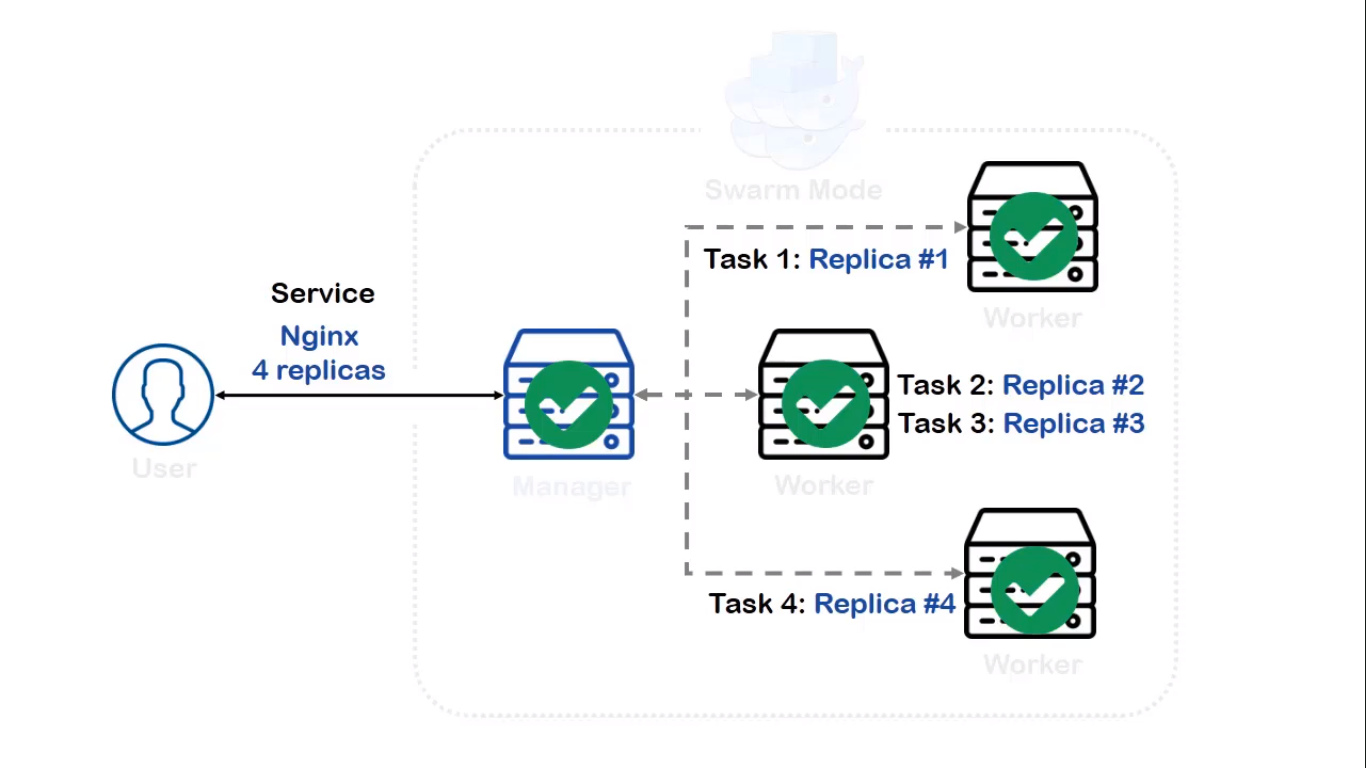 Swarm Mode
Task 1: Replica #1
Worker
Service
Nginx
4 replicas
User
Manager
Worker
Task 2: Replica #2
Task 3: Replica #3
Task 4: Replica #4
Worker